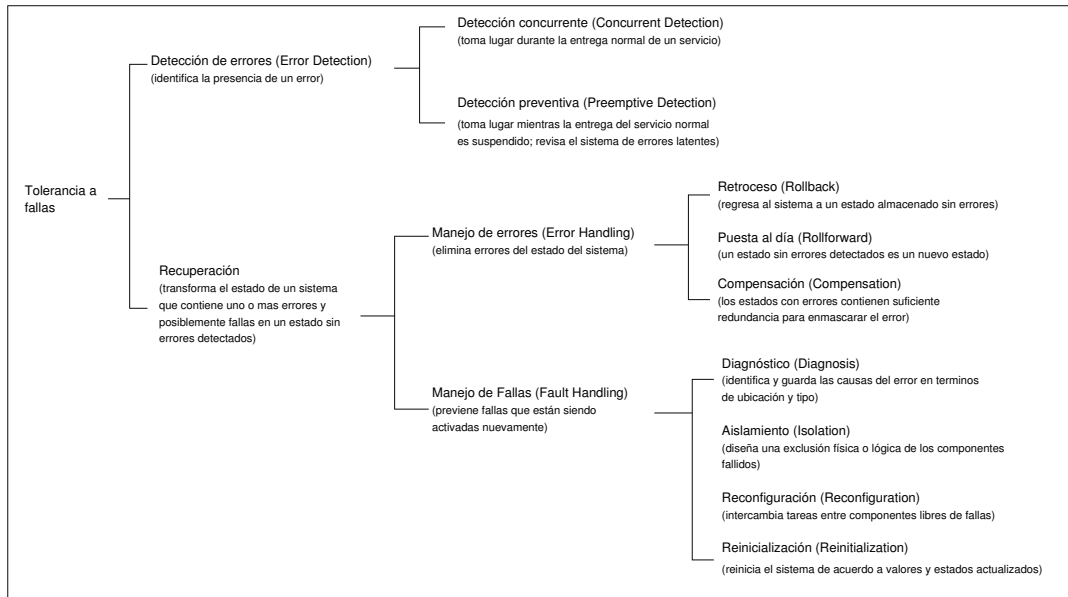 Tolerancia a
fallas
Detección de errores (Error Detection)
(identifica la presencia de un error)
Detección concurrente (Concurrent Detection)
(toma lugar durante la entrega normal de un servicio)
Detección preventiva (Preemptive Detection)
(toma lugar mientras la entrega del servicio normal
es suspendido; revisa el sistema de errores latentes)
Recuperación
(transforma el estado de un sistema
que contiene uno o mas errores y
posiblemente fallas en un estado sin
errores detectados)
Manejo de errores (Error Handling)
(elimina errores del estado del sistema)
Retroceso (Rollback)
(regresa al sistema a un estado almacenado sin errores)
Puesta al día (Rollforward)
(un estado sin errores detectados es un nuevo estado)
Compensación (Compensation)
(los estados con errores contienen suficiente
redundancia para enmascarar el error)
Manejo de Fallas (Fault Handling)
(previene fallas que están siendo
activadas nuevamente)
Diagnóstico (Diagnosis)
(identifica y guarda las causas del error en terminos
de ubicación y tipo)
Aislamiento (Isolation)
(diseña una exclusión física o lógica de los componentes
fallidos)
Reconfiguración (Reconfiguration)
(intercambia tareas entre componentes libres de fallas)
Reinicialización (Reinitialization)
(reinicia el sistema de acuerdo a valores y estados actualizados)